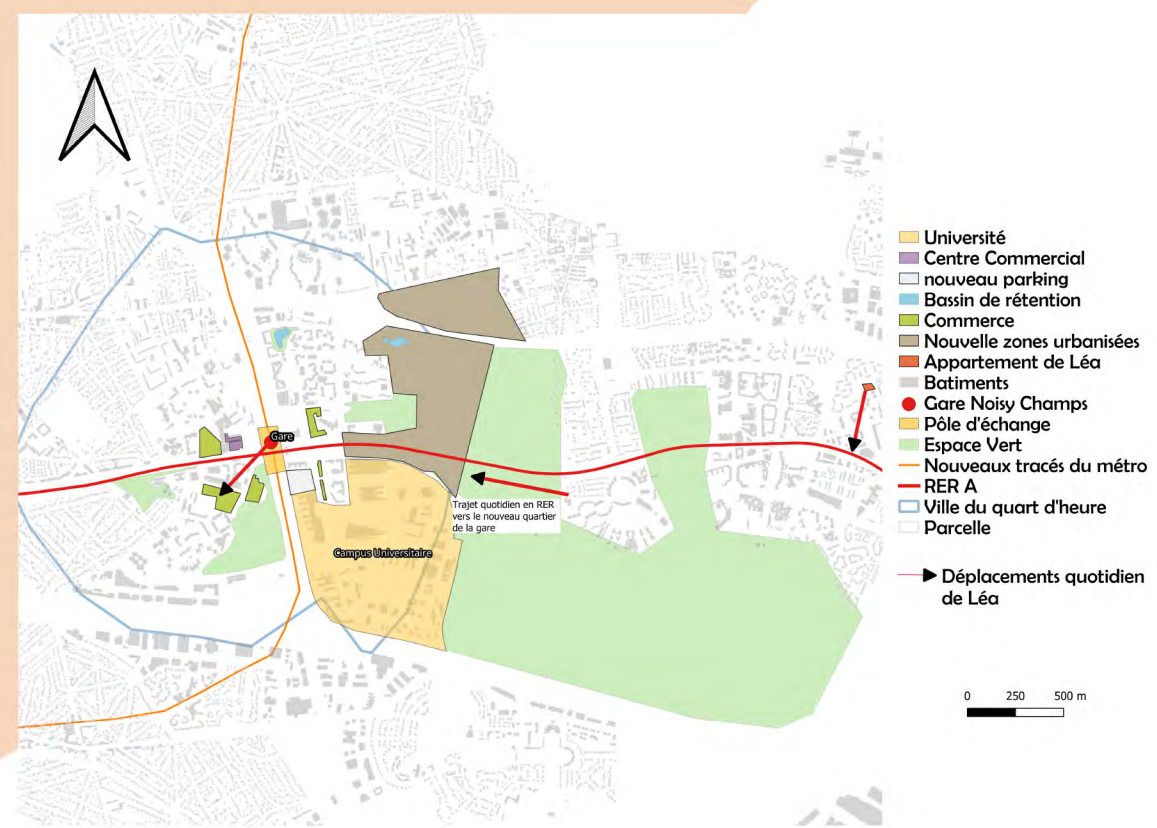 Gare
Trajet quotidien en RER
vers le nouveau quartier
de la gare
Campus Universitaire
Université
Centre Commercial
nouveau parking
Bassin de rétention
Commerce
Nouvelle zones urbanisées
Appartement de Léa
Batiments
Gare Noisy Champs
Pôle d'échange
Espace Vert
Nouveaux tracés du métro
RER A
Ville du quart d'heure
Parcelle
Déplacements quotidien
de Léa
0 250 500 m